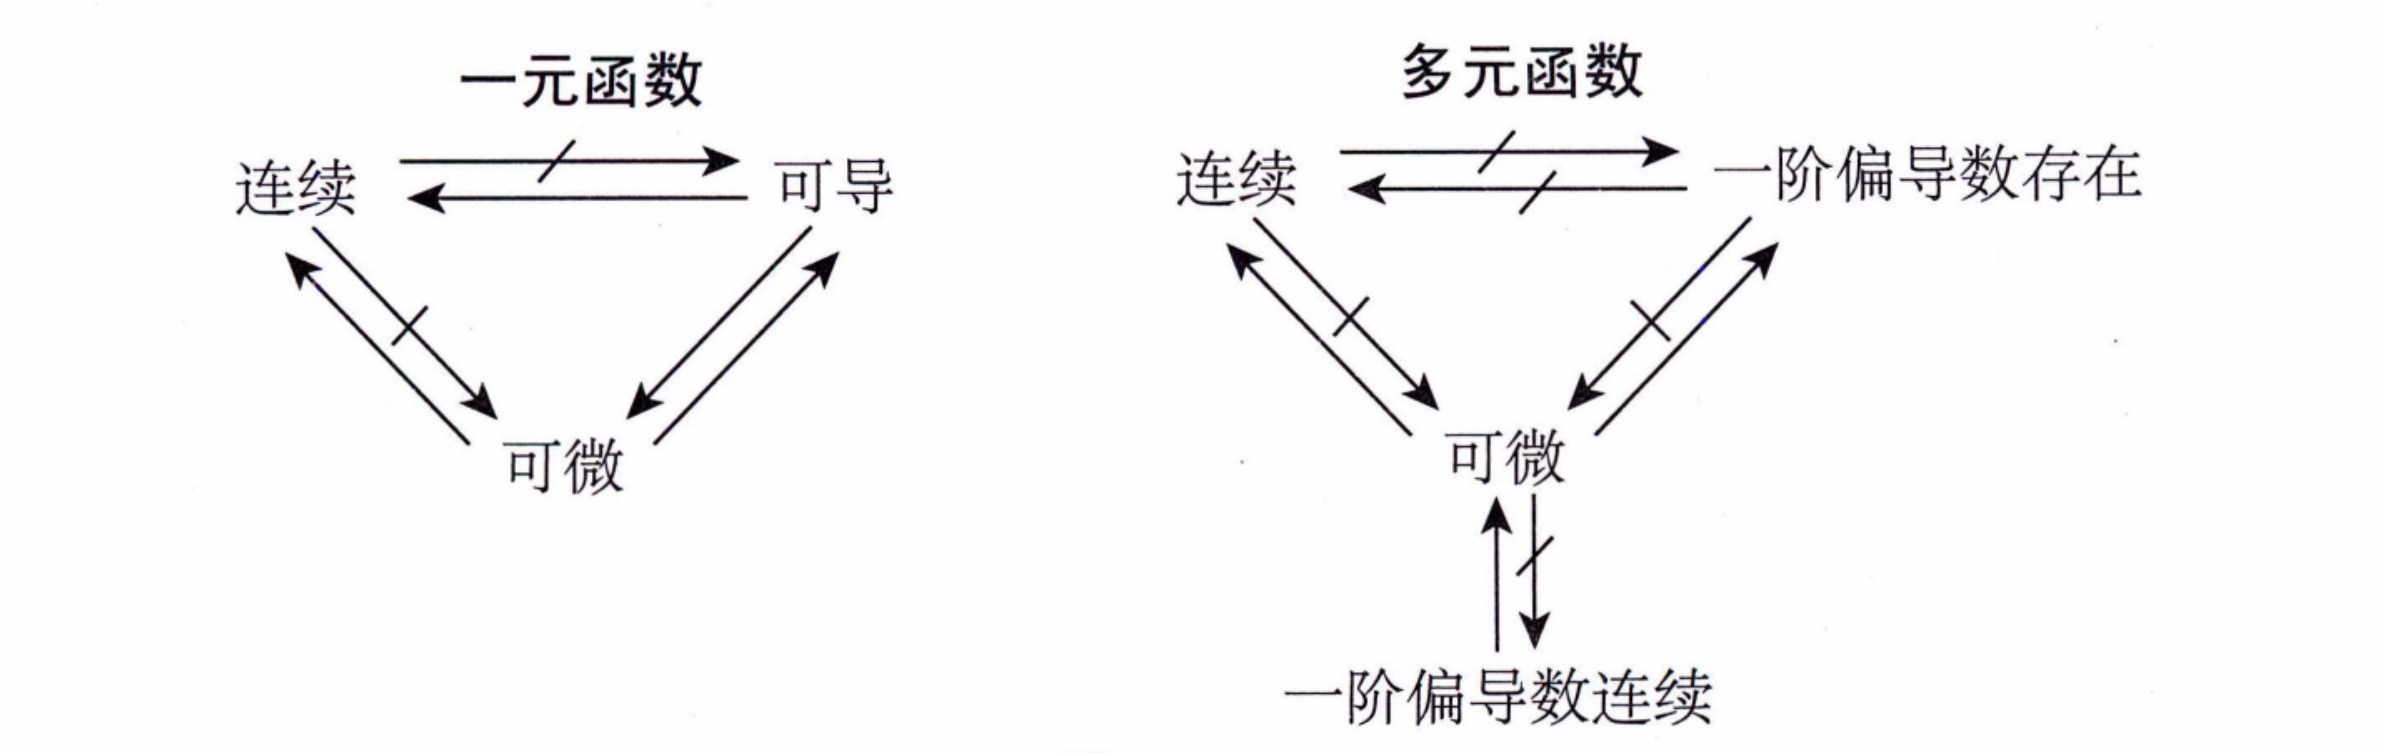 一元函数
连续
可导
可微
多元函数
连续
一阶偏导数存在
可微
一阶偏导数连续